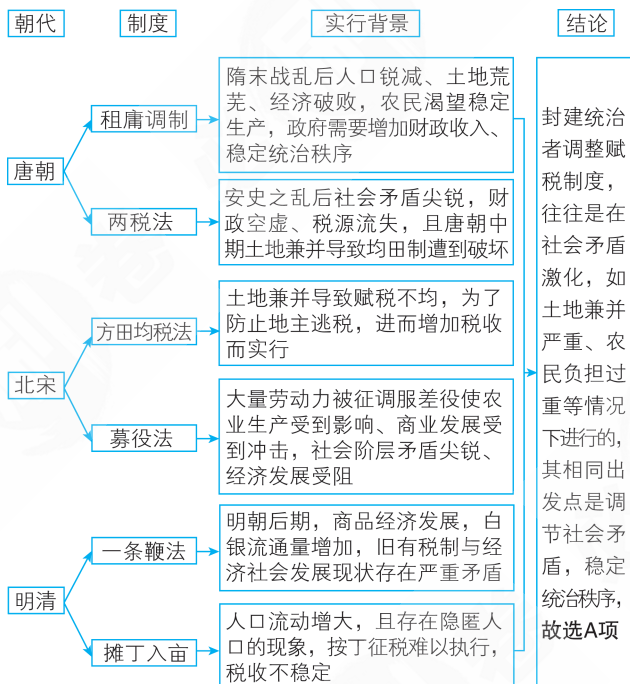 朝代
制度
实行背景
结论
唐朝
租庸调制
隋末战乱后人口锐减、土地荒
芜、经济破败，农民渴望稳定
生产，政府需要增加财政收入、
稳定统治秩序
两税法
安史之乱后社会矛盾尖锐，财
政空虚、税源流失，且唐朝中
期土地兼并导致均田制遭到破坏
北宋
方田均税法
土地兼并导致赋税不均，为了
防止地主逃税，进而增加税收
而实行
募役法
大量劳动力被征调服差役使农
业生产受到影响、商业发展受
到冲击，社会阶层矛盾尖锐、
经济发展受阻
明清
一条鞭法
明朝后期，商品经济发展，白
银流通量增加，旧有税制与经
济社会发展现状存在严重矛盾
摊丁入亩
人口流动增大，且存在隐匿人
口的现象，按丁征税难以执行，
税收不稳定
封建统治
者调整赋
税制度，
往往是在
社会矛盾
激化，如
土地兼并
严重、农
民负担过
重等情况
下进行的，
其相同出
发点是调
节社会矛
盾，稳定
统治秩序，
故选A项